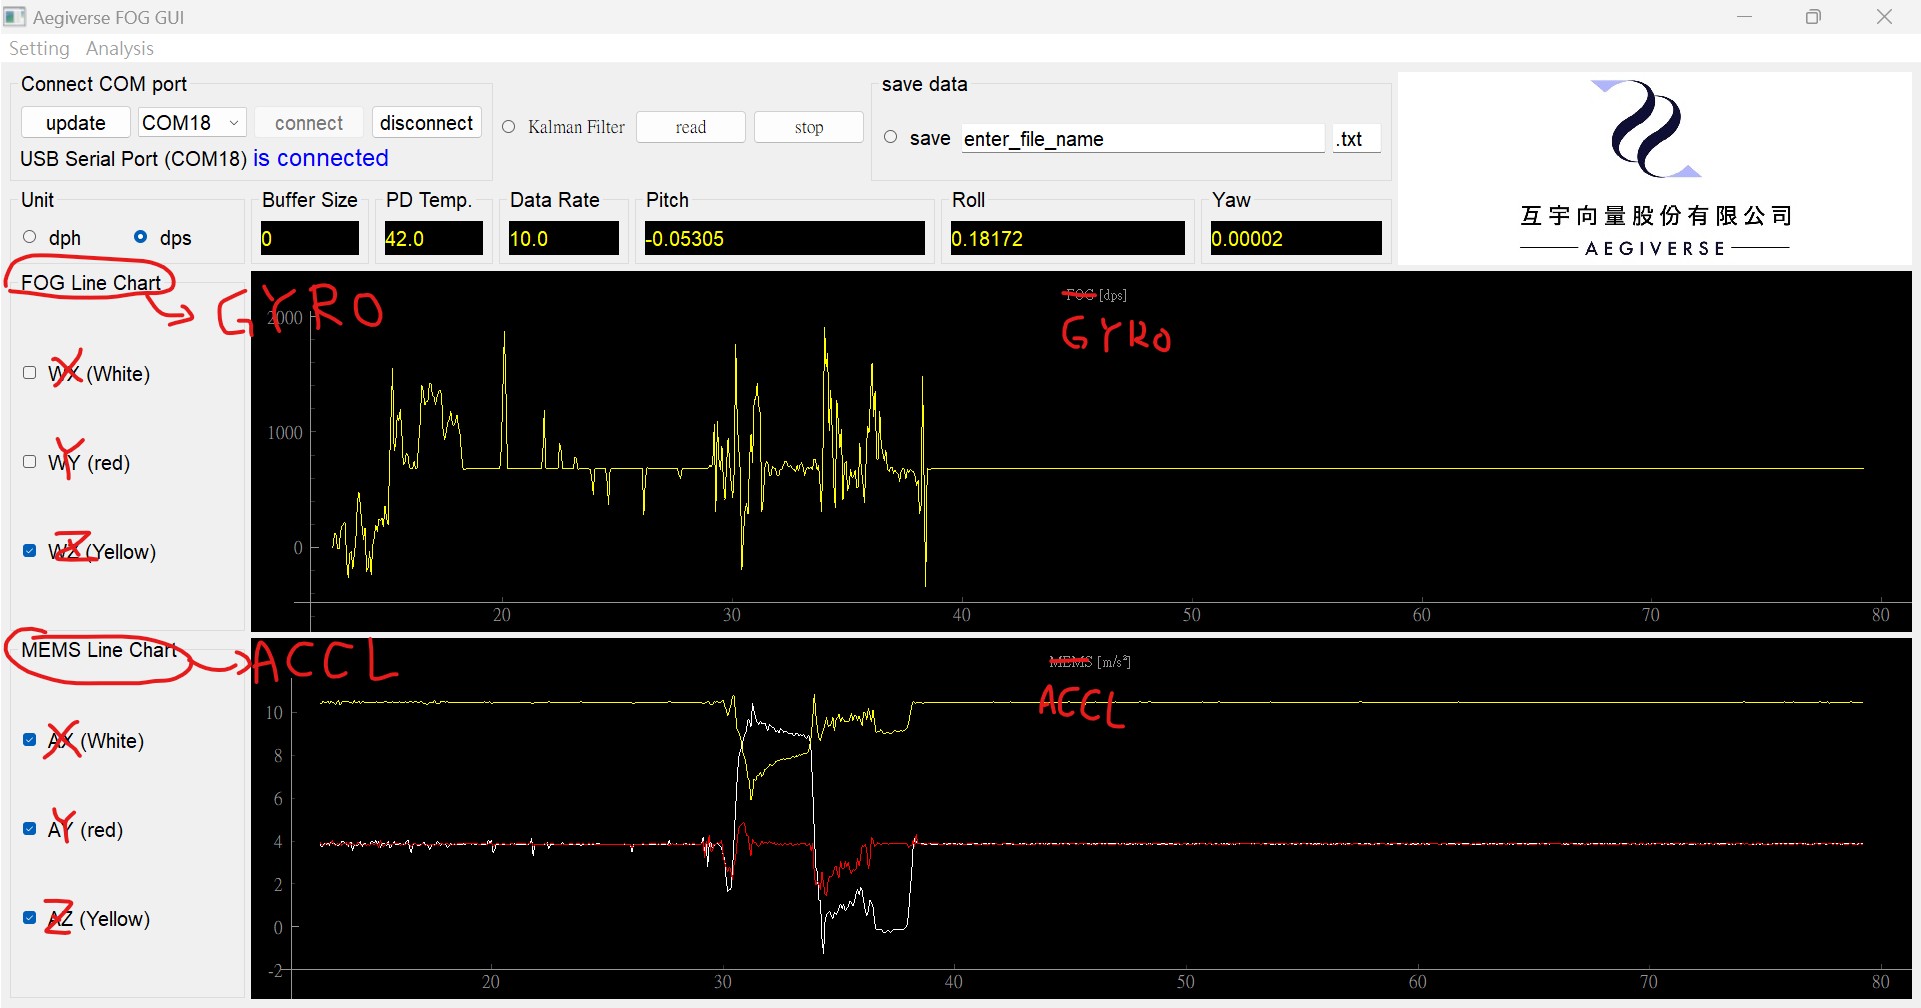 Aegiverse FOG GUI
Setting Analysis
Connect COM port
update COM18 connect disconnect
USB Serial Port (COM18) is connected
Kalman Filter read stop
save data
save enter_file_name .txt
互宇向量股份有限公司
AEGIVERSE
Unit
dph dps
Buffer Size
0
PD Temp.
42.0
Data Rate
10.0
Pitch
-0.05305
Roll
0.18172
Yaw
0.00002
FOG Line Chart
GYRO
WX (White)
X
WY (red)
Y
WZ (Yellow)
Z
FOG [dps]
GYRO
2000
1000
0
20 30 40 50 60 70 80
MEMS Line Chart
ACCL
AX (White)
X
AY (red)
Y
AZ (Yellow)
Z
MEMS [m/s²]
ACCL
10
8
6
4
2
0
-2
20 30 40 50 60 70 80